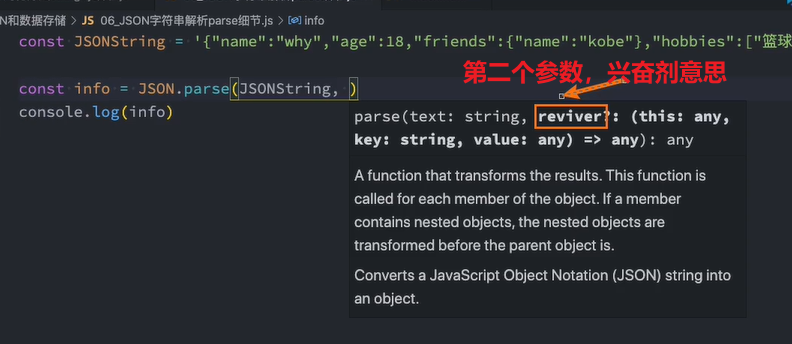 N和数据存储 > JS 06_JSON字符串解析parse细节.js > info
const JSONString = '{"name":"why","age":18,"friends":{"name":"kobe"},"hobbies":["篮球
const info = JSON.parse(JSONString, )
第二个参数，兴奋剂意思
console.log(info)
parse(text: string, reviver?: (this: any,
key: string, value: any) => any): any
A function that transforms the results. This function is
called for each member of the object. If a member
contains nested objects, the nested objects are
transformed before the parent object is.
Converts a JavaScript Object Notation (JSON) string into
an object.